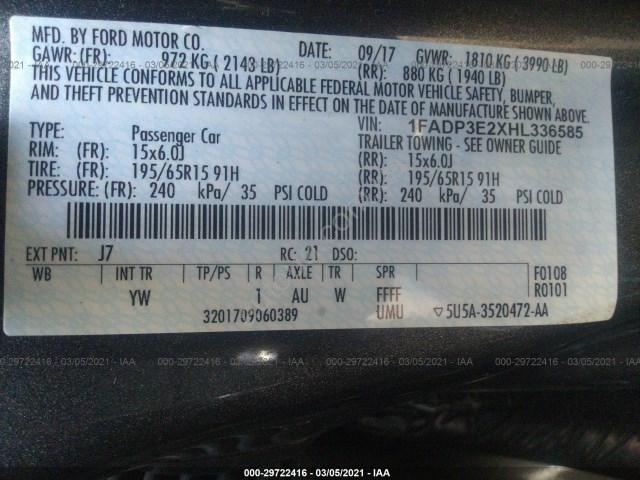 MFD. BY FORD MOTOR CO. DATE: 09/17 GVWR: 1810 KG ( 3990 LB)
GAWR: (FR): 972 KG ( 2143 LB) (RR): 880 KG ( 1940 LB)
THIS VEHICLE CONFORMS TO ALL APPLICABLE FEDERAL MOTOR VEHICLE SAFETY, BUMPER,
AND THEFT PREVENTION STANDARDS IN EFFECT ON THE DATE OF MANUFACTURE SHOWN ABOVE.
VIN: 1FADP3E2XHL336585
TYPE: Passenger Car TRAILER TOWING - SEE OWNER GUIDE
RIM: (FR): 15x6.0J (RR): 15x6.0J
TIRE: (FR): 195/65R15 91H (RR): 195/65R15 91H
PRESSURE: (FR): 240 kPa/ 35 PSI COLD (RR): 240 kPa/ 35 PSI COLD
EXT PNT: J7 RC: 21 DSO:
WB INT TR TP/PS R AXLE TR SPR F0108
YW 1 AU W FFFF R0101
3201709060389 UMU ▽5U5A-3520472-AA
000-29722416 - 03/05/2021 - IAA